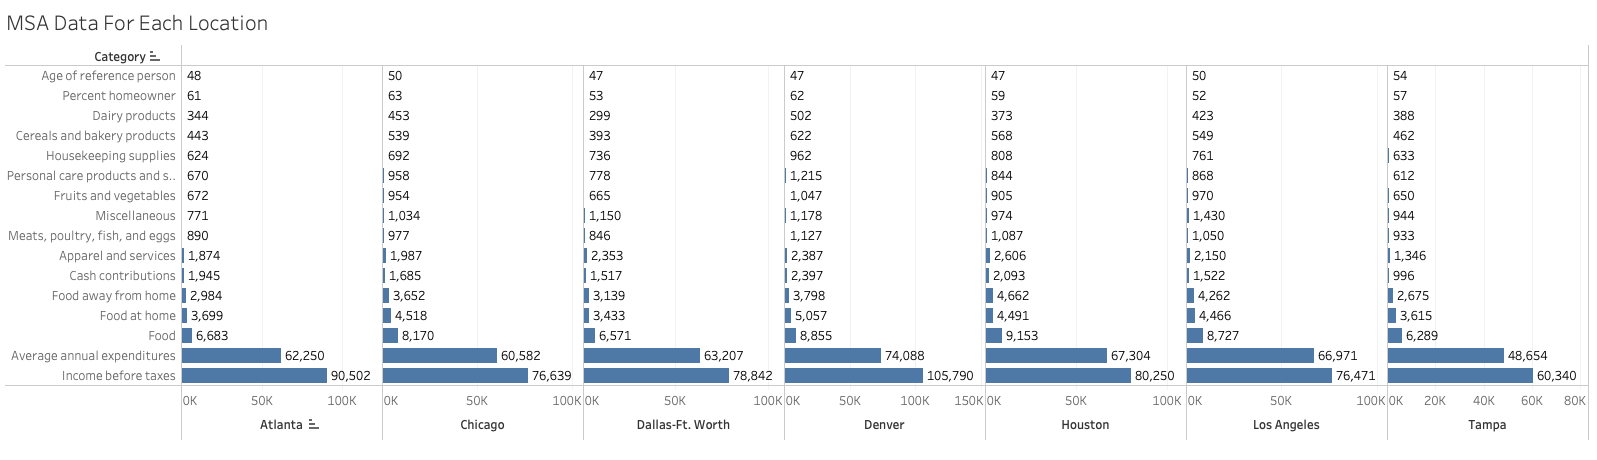 MSA Data For Each Location
Category
Age of reference person 48 50 47 47 47 50 54
Percent homeowner 61 63 53 62 59 52 57
Dairy products 344 453 299 502 373 423 388
Cereals and bakery products 443 539 393 622 568 549 462
Housekeeping supplies 624 692 736 962 808 761 633
Personal care products and s.. 670 958 778 1,215 844 868 612
Fruits and vegetables 672 954 665 1,047 905 970 650
Miscellaneous 771 1,034 1,150 1,178 974 1,430 944
Meats, poultry, fish, and eggs 890 977 846 1,127 1,087 1,050 933
Apparel and services 1,874 1,987 2,353 2,387 2,606 2,150 1,346
Cash contributions 1,945 1,685 1,517 2,397 2,093 1,522 996
Food away from home 2,984 3,652 3,139 3,798 4,662 4,262 2,675
Food at home 3,699 4,518 3,433 5,057 4,491 4,466 3,615
Food 6,683 8,170 6,571 8,855 9,153 8,727 6,289
Average annual expenditures 62,250 60,582 63,207 74,088 67,304 66,971 48,654
Income before taxes 90,502 76,639 78,842 105,790 80,250 76,471 60,340
0K 50K 100K 0K 50K 100K 0K 50K 100K 0K 50K 100K 150K 0K 50K 100K 0K 50K 100K 0K 20K 40K 60K 80K
Atlanta Chicago Dallas-Ft. Worth Denver Houston Los Angeles Tampa